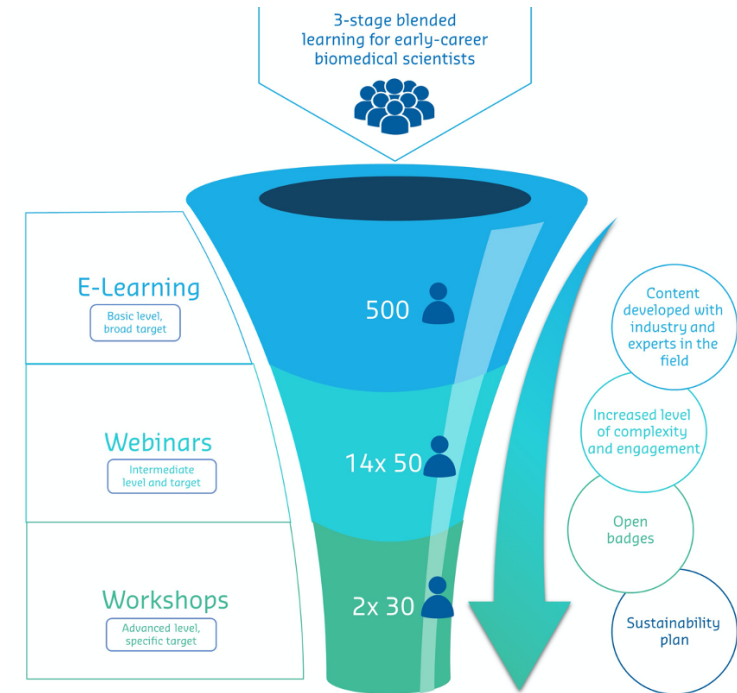 3-stage blended
learning for early-career
biomedical scientists
E-Learning
Basic level,
broad target
500
Webinars
Intermediate
level and target
14x 50
Workshops
Advanced level,
specific target
2x 30
Content
developed with
industry and
experts in the
field
Increased level
of complexity
and engagement
Open
badges
Sustainability
plan